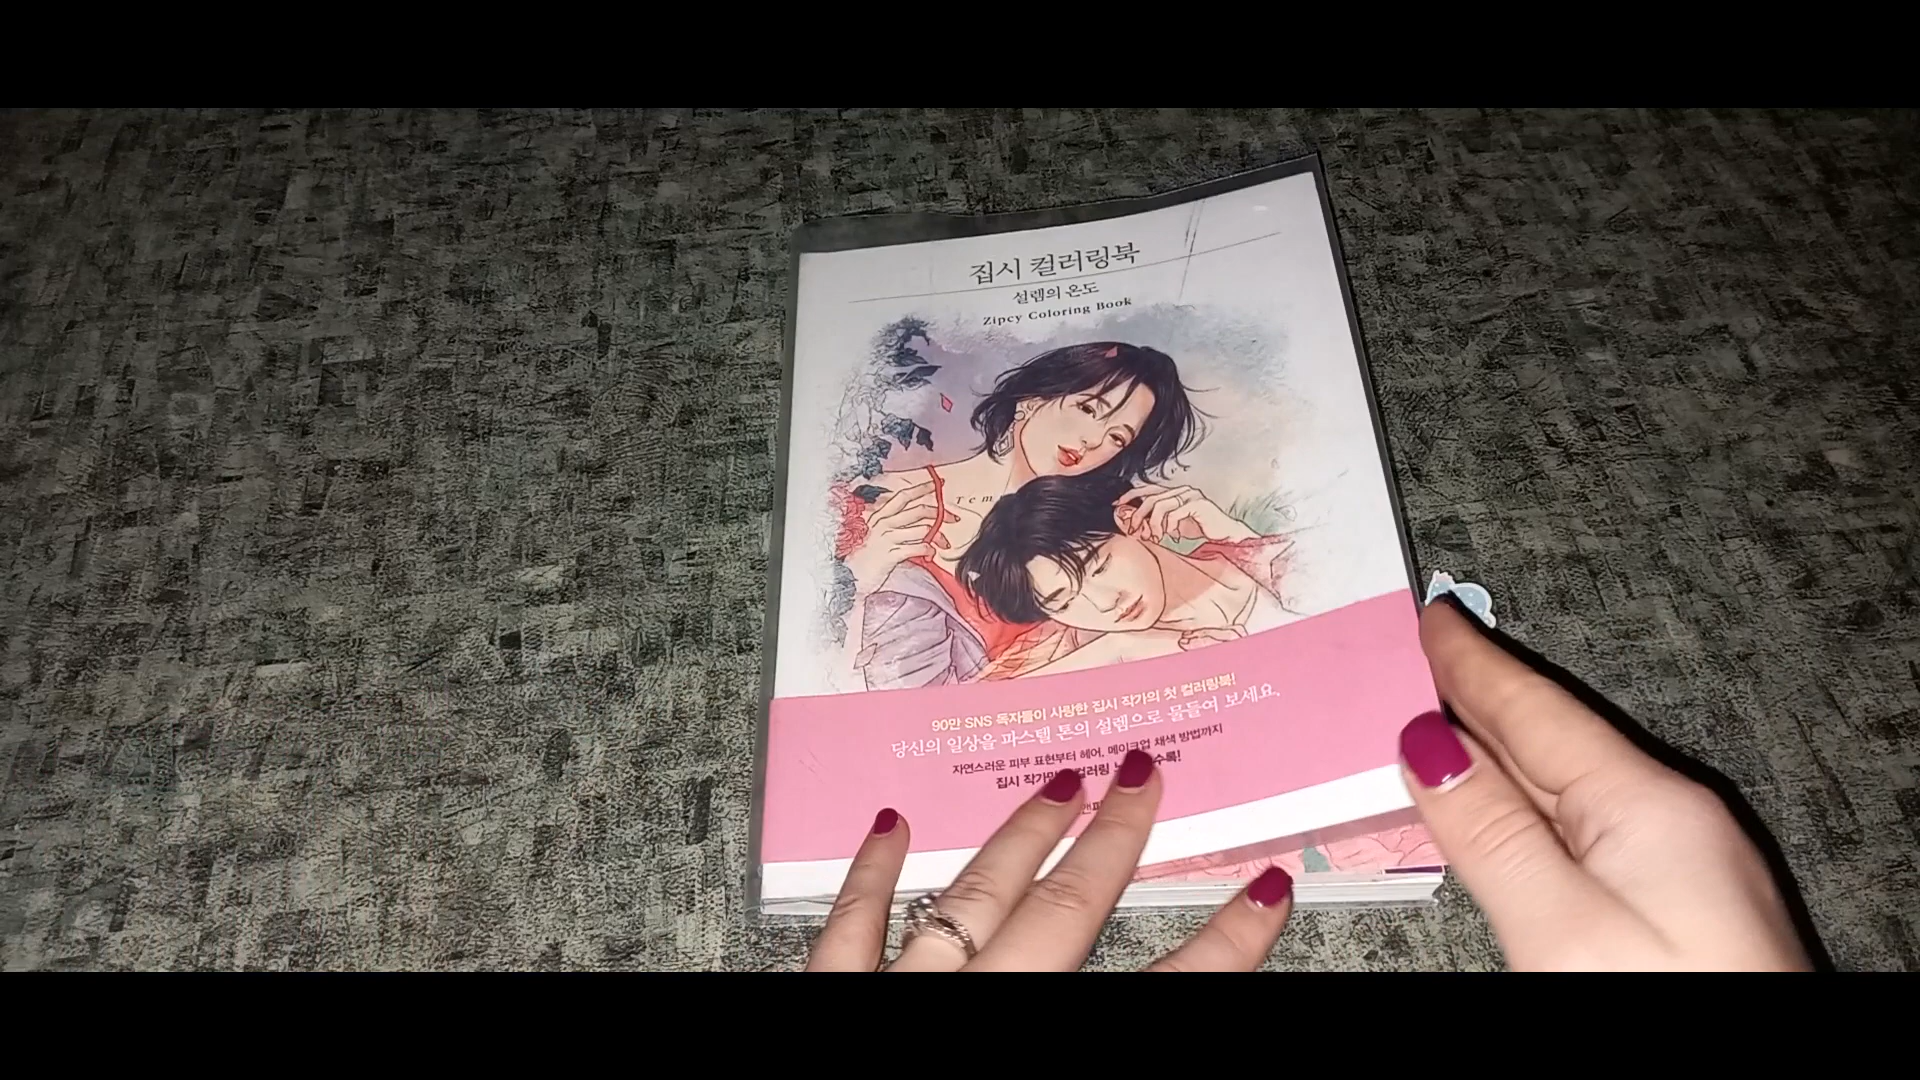 집시 컬러링북
설렘의 온도
Zipcy Coloring Book
Tem
90만 SNS 독자들이 사랑한 집시 작가의 첫 컬러링북!
당신의 일상을 파스텔 톤의 설렘으로 물들여 보세요.
자연스러운 피부 표현부터 헤어, 메이크업 채색 방법까지
집시 작가만 컬러링 수록!